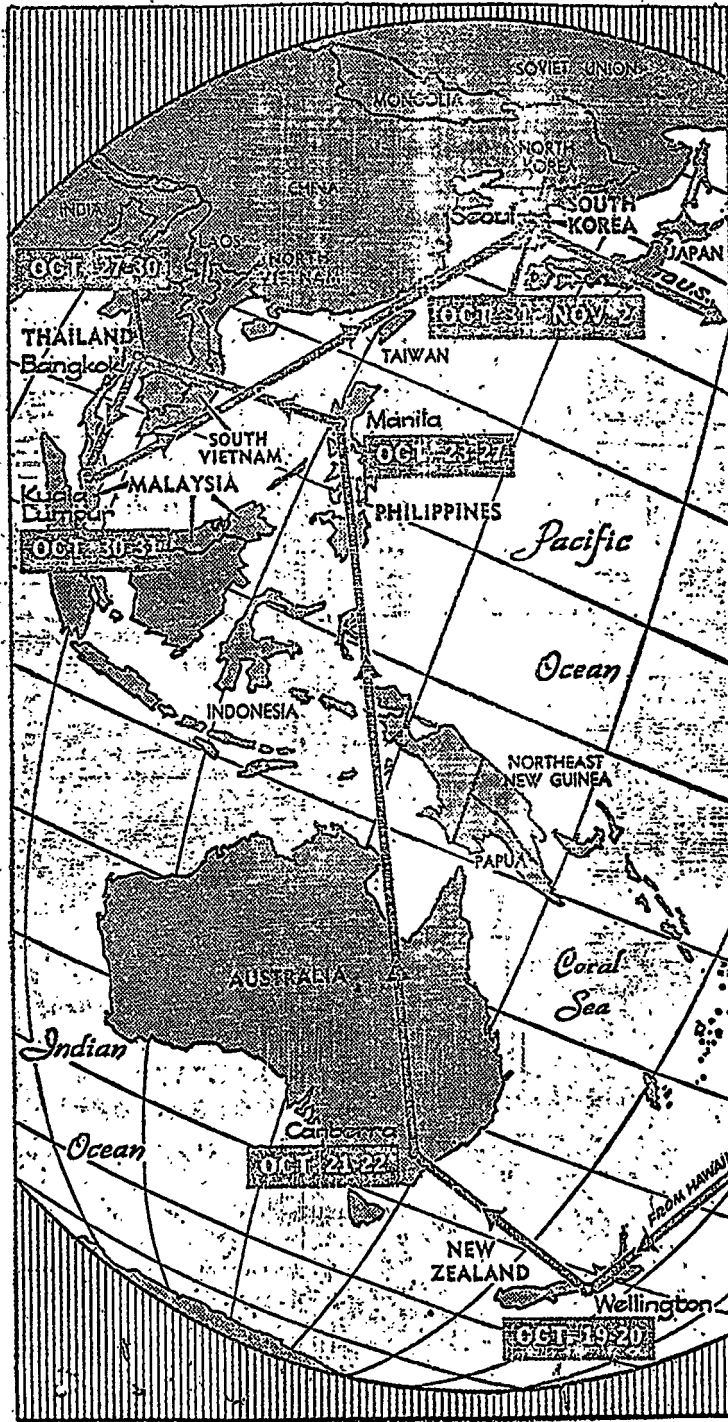 SOVIET UNION
MONGOLIA
NORTH
KOREA
CHINA
SOUTH
KOREA
Seoul
INDIA
JAPAN
LAOS
NORTH
VIETNAM
OCT. 27-30
TO U.S.
OCT. 31 - NOV. 2
THAILAND
Bangkok
TAIWAN
Manila
SOUTH
VIETNAM
OCT. 23-27
MALAYSIA
Kuala
Lumpur
PHILIPPINES
OCT. 30-31
Pacific
Ocean
INDONESIA
NORTHEAST
NEW GUINEA
PAPUA
AUSTRALIA
Coral
Sea
Indian
Ocean
Canberra
OCT. 21-22
FROM HAWAII
NEW
ZEALAND
Wellington
OCT. 19-20